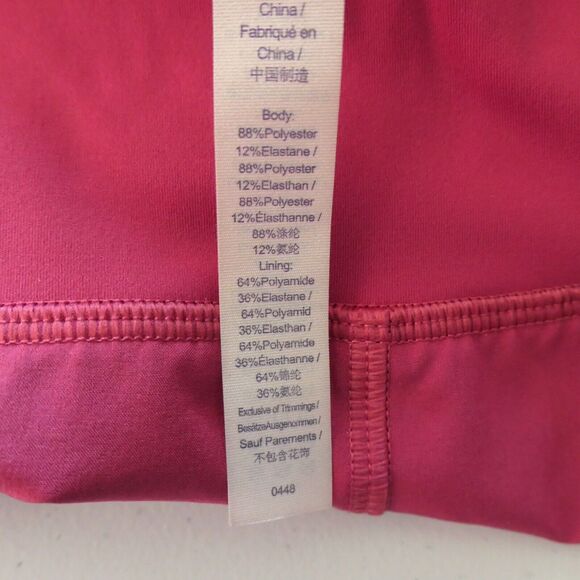 China /
Fabriqué en
China /
中国制造
Body:
88%Polyester
12%Elastane /
88%Polyester
12%Elasthan /
88%Polyester
12%Élasthanne /
88%涤纶
12%氨纶
Lining:
64%Polyamide
36%Elastane /
64%Polyamid
36%Elasthan /
64%Polyamide
36%Élasthanne /
64%锦纶
36%氨纶
Exclusive of Trimmings /
BesätzeAusgenommen /
Sauf Parements /
不包含花饰
0448